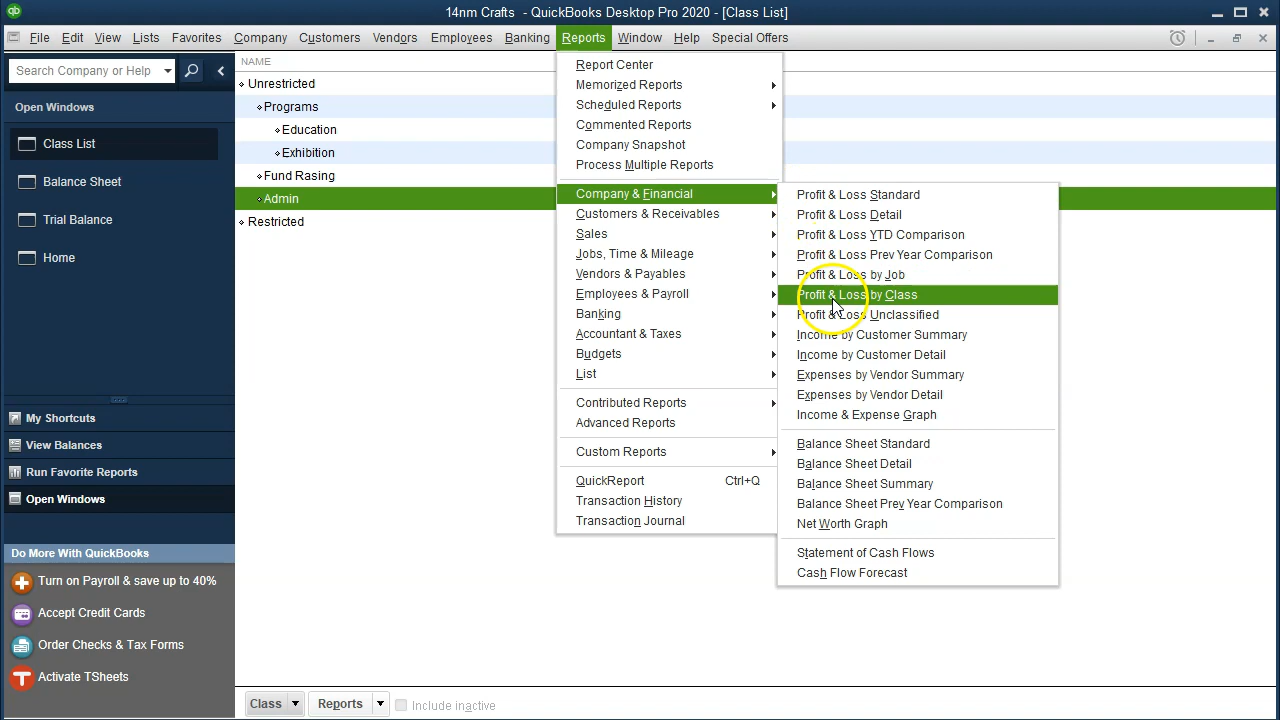 14nm Crafts - QuickBooks Desktop Pro 2020 - [Class List]
File Edit View Lists Favorites Company Customers Vendors Employees Banking Reports Window Help Special Offers
Search Company or Help
Open Windows
Class List
Balance Sheet
Trial Balance
Home
My Shortcuts
View Balances
Run Favorite Reports
Open Windows
Do More With QuickBooks
Turn on Payroll & save up to 40%
Accept Credit Cards
Order Checks & Tax Forms
Activate TSheets
NAME
Unrestricted
Programs
Education
Exhibition
Fund Rasing
Admin
Restricted
Report Center
Memorized Reports
Scheduled Reports
Commented Reports
Company Snapshot
Process Multiple Reports
Company & Financial
Customers & Receivables
Sales
Jobs, Time & Mileage
Vendors & Payables
Employees & Payroll
Banking
Accountant & Taxes
Budgets
List
Contributed Reports
Advanced Reports
Custom Reports
QuickReport Ctrl+Q
Transaction History
Transaction Journal
Profit & Loss Standard
Profit & Loss Detail
Profit & Loss YTD Comparison
Profit & Loss Prev Year Comparison
Profit & Loss by Job
Profit & Loss by Class
Profit & Loss Unclassified
Income by Customer Summary
Income by Customer Detail
Expenses by Vendor Summary
Expenses by Vendor Detail
Income & Expense Graph
Balance Sheet Standard
Balance Sheet Detail
Balance Sheet Summary
Balance Sheet Prev Year Comparison
Net Worth Graph
Statement of Cash Flows
Cash Flow Forecast
Class Reports Include inactive